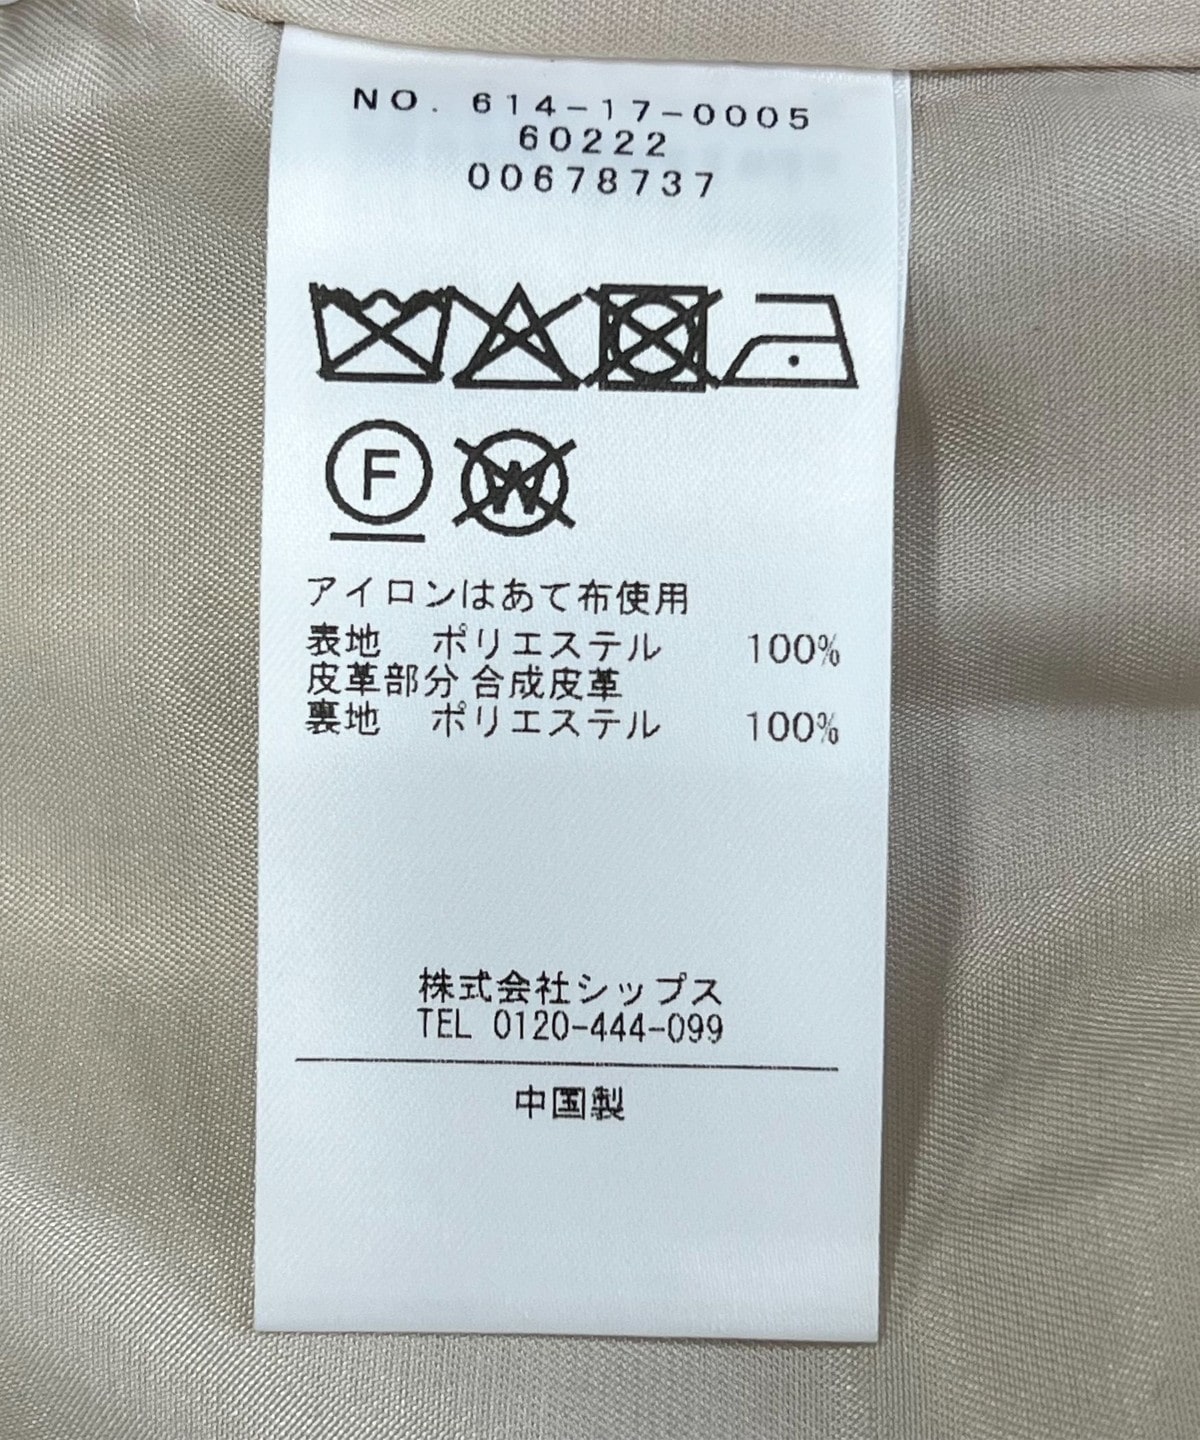 NO. 614-17-0005
60222
00678737
F W
アイロンはあて布使用
表地 ポリエステル 100%
皮革部分 合成皮革
裏地 ポリエステル 100%
株式会社シップス
TEL 0120-444-099
中国製